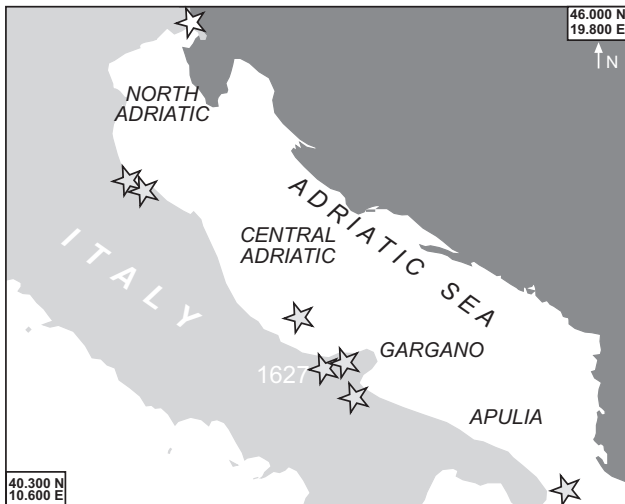 46.000 N
19.800 E
N
NORTH
ADRIATIC
ADRIATIC SEA
CENTRAL
ADRIATIC
ITALY
GARGANO
1627
APULIA
40.300 N
10.600 E